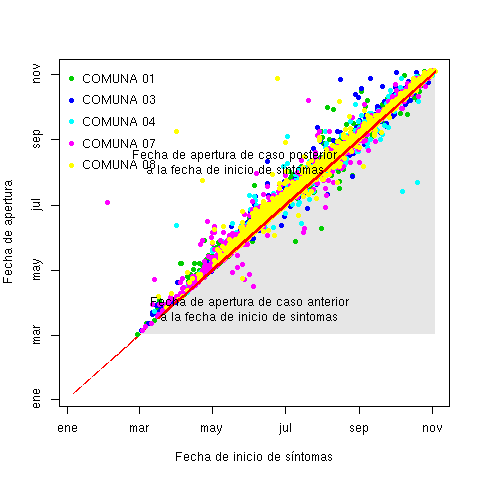 COMUNA 01
COMUNA 03
COMUNA 04
COMUNA 07
COMUNA 08
Fecha de apertura de caso posterior
a la fecha de inicio de síntomas
Fecha de apertura de caso anterior
a la fecha de inicio de síntomas
Fecha de apertura
ene
mar
may
jul
sep
nov
ene
mar
may
jul
sep
nov
Fecha de inicio de síntomas